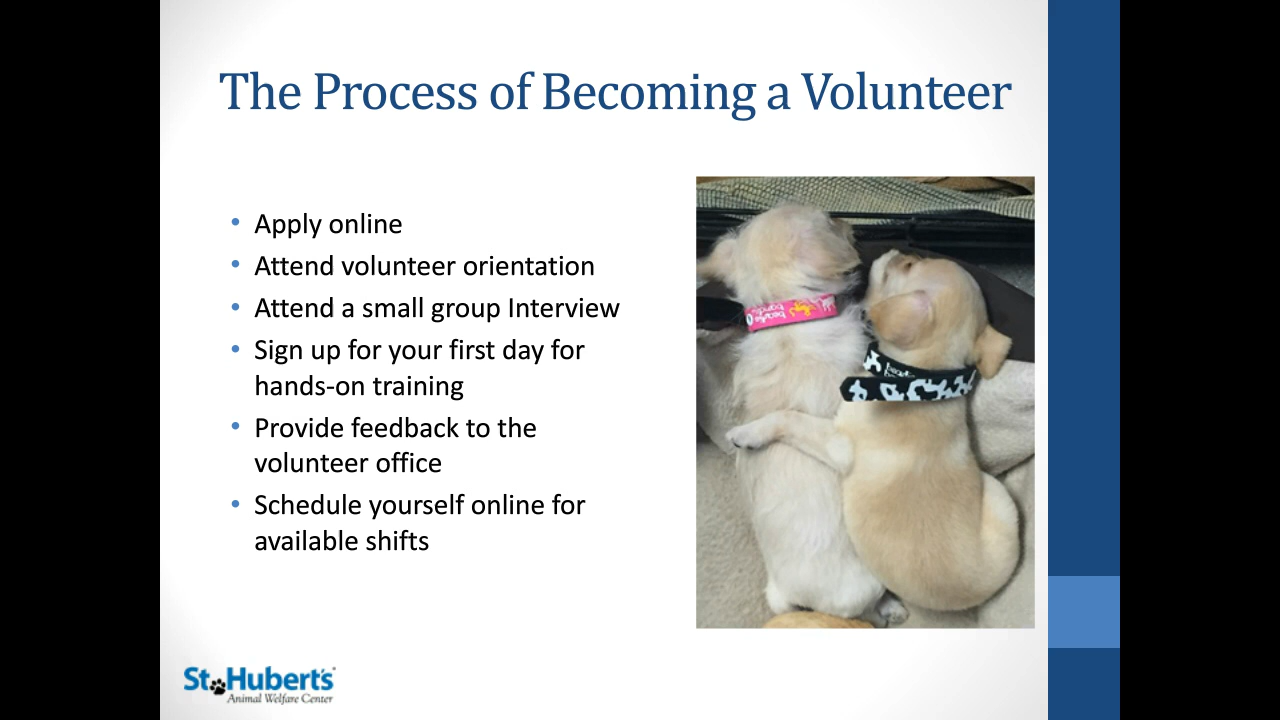 The Process of Becoming a Volunteer
• Apply online
• Attend volunteer orientation
• Attend a small group Interview
• Sign up for your first day for
hands-on training
• Provide feedback to the
volunteer office
• Schedule yourself online for
available shifts
St Hubert's
Animal Welfare Center